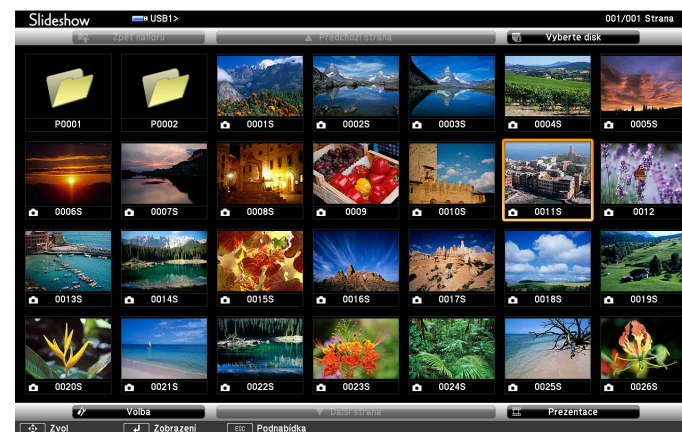 Slideshow USB1> 001/001 Strana
Zpět nahoru Předchozí strana Vyberte disk
P0001 P0002 0001S 0002S 0003S 0004S 0005S
0006S 0007S 0008S 0009 0010S 0011S 0012
0013S 0014S 0015S 0016S 0017S 0018S 0019S
0020S 0021S 0022S 0023S 0024S 0025S 0026S
Volba Další strana Prezentace
Zvol Zobrazení ESC Podnabídka